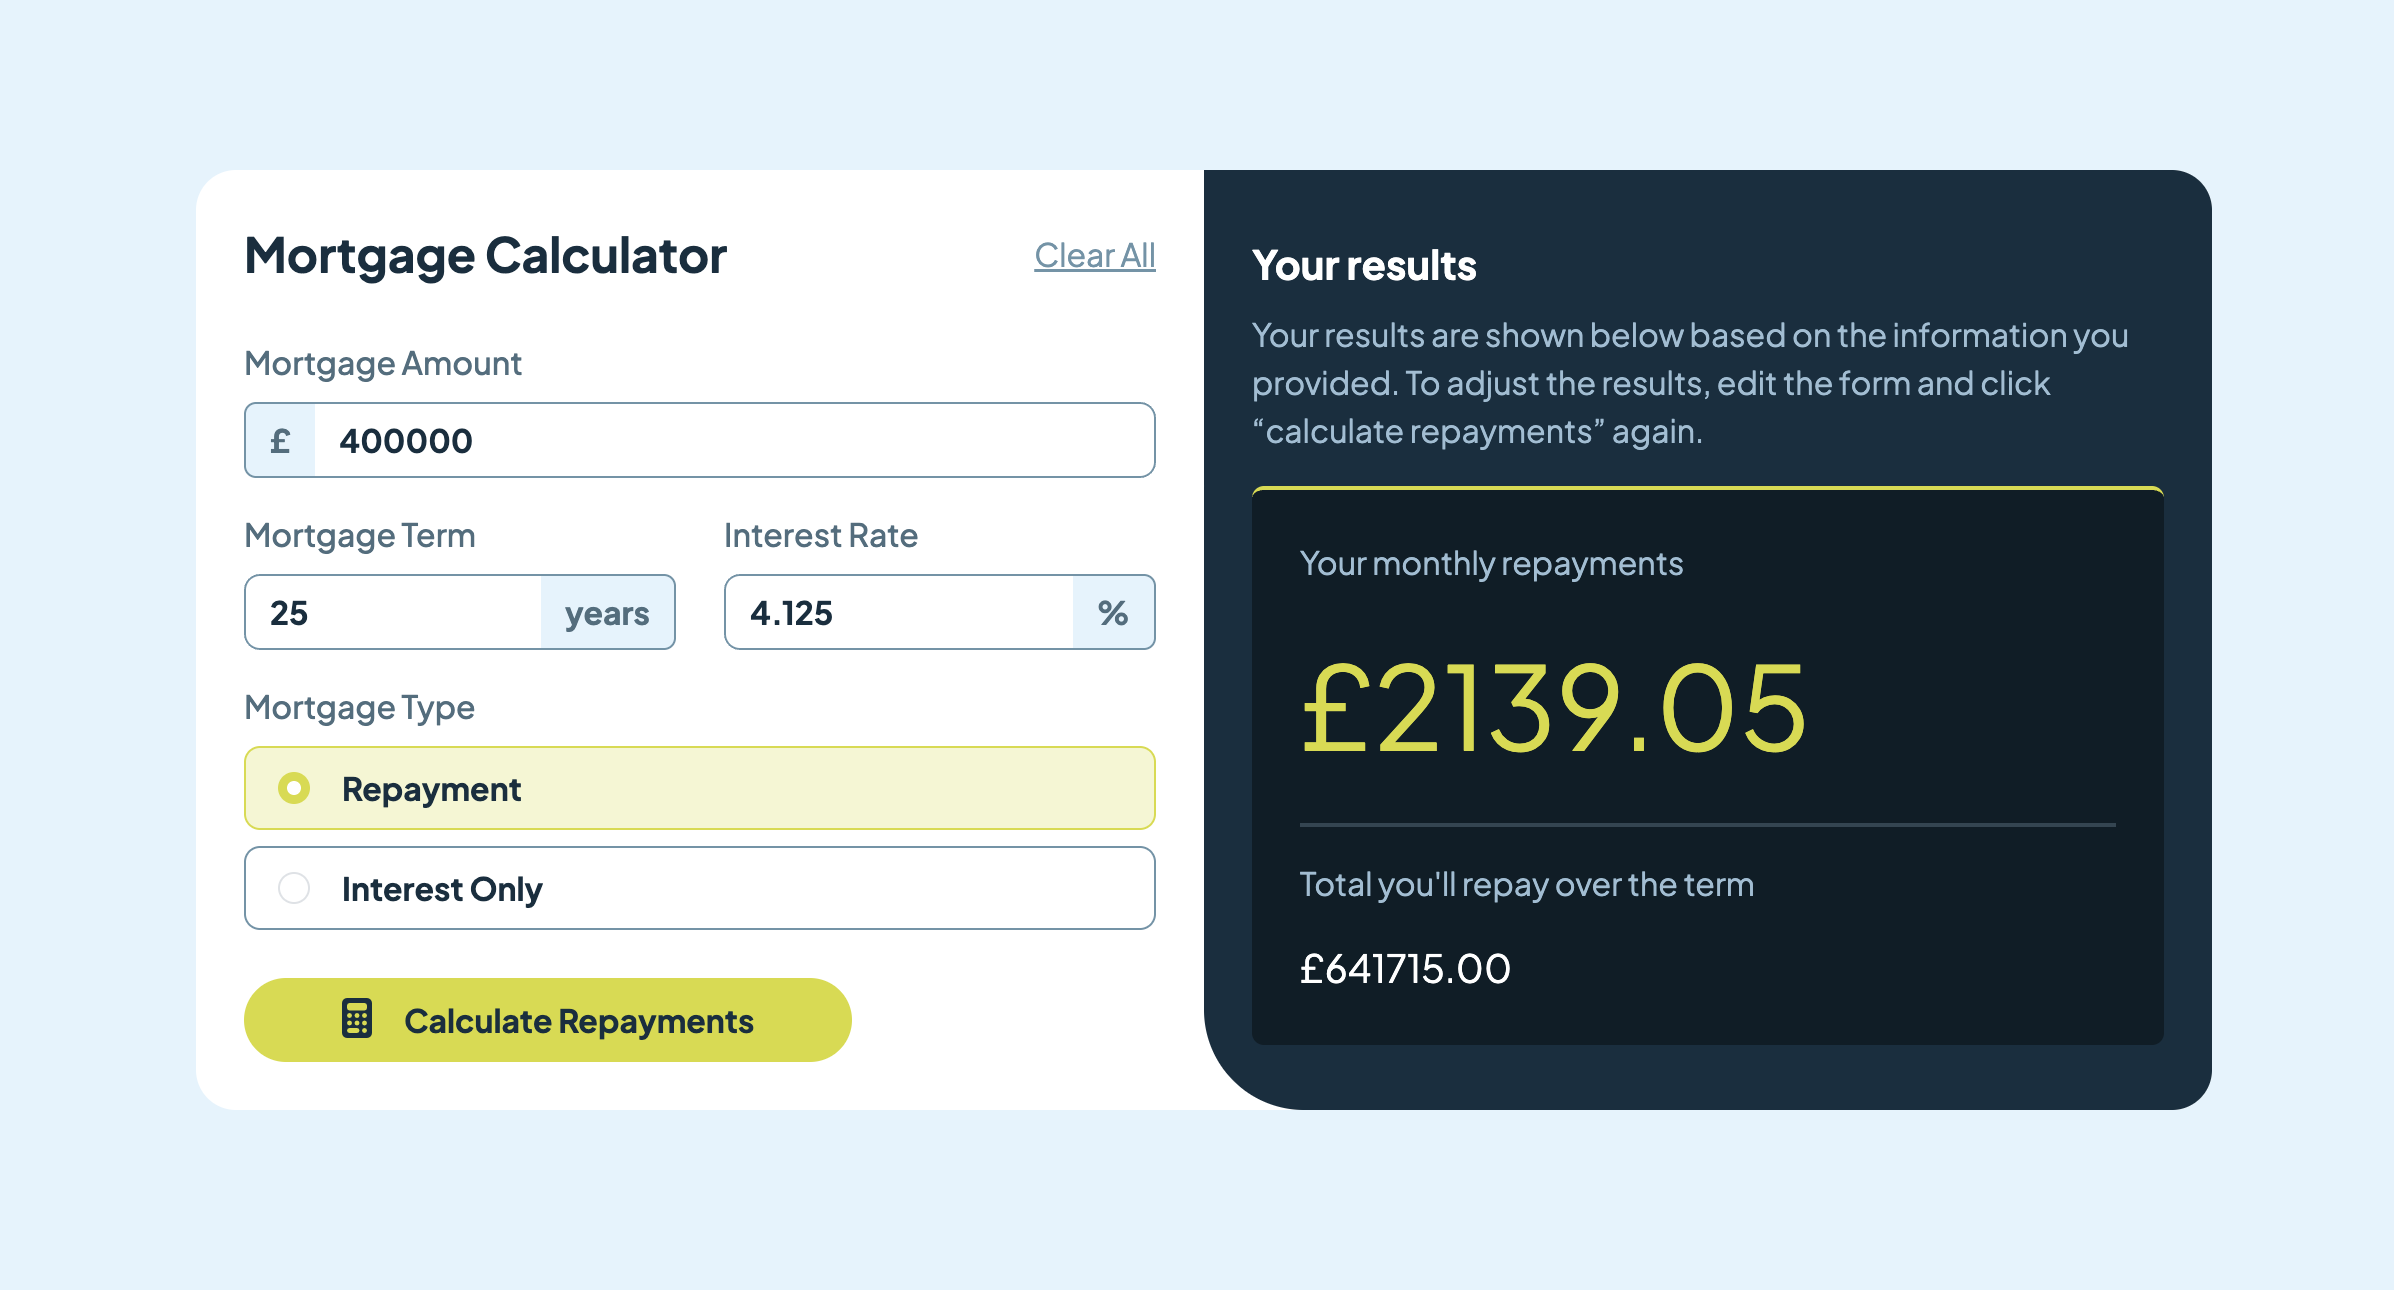 Mortgage Calculator
Clear All
Mortgage Amount
£ 400000
Mortgage Term
25 years
Interest Rate
4.125 %
Mortgage Type
Repayment
Interest Only
Calculate Repayments
Your results
Your results are shown below based on the information you
provided. To adjust the results, edit the form and click
“calculate repayments” again.
Your monthly repayments
£2139.05
Total you'll repay over the term
£641715.00